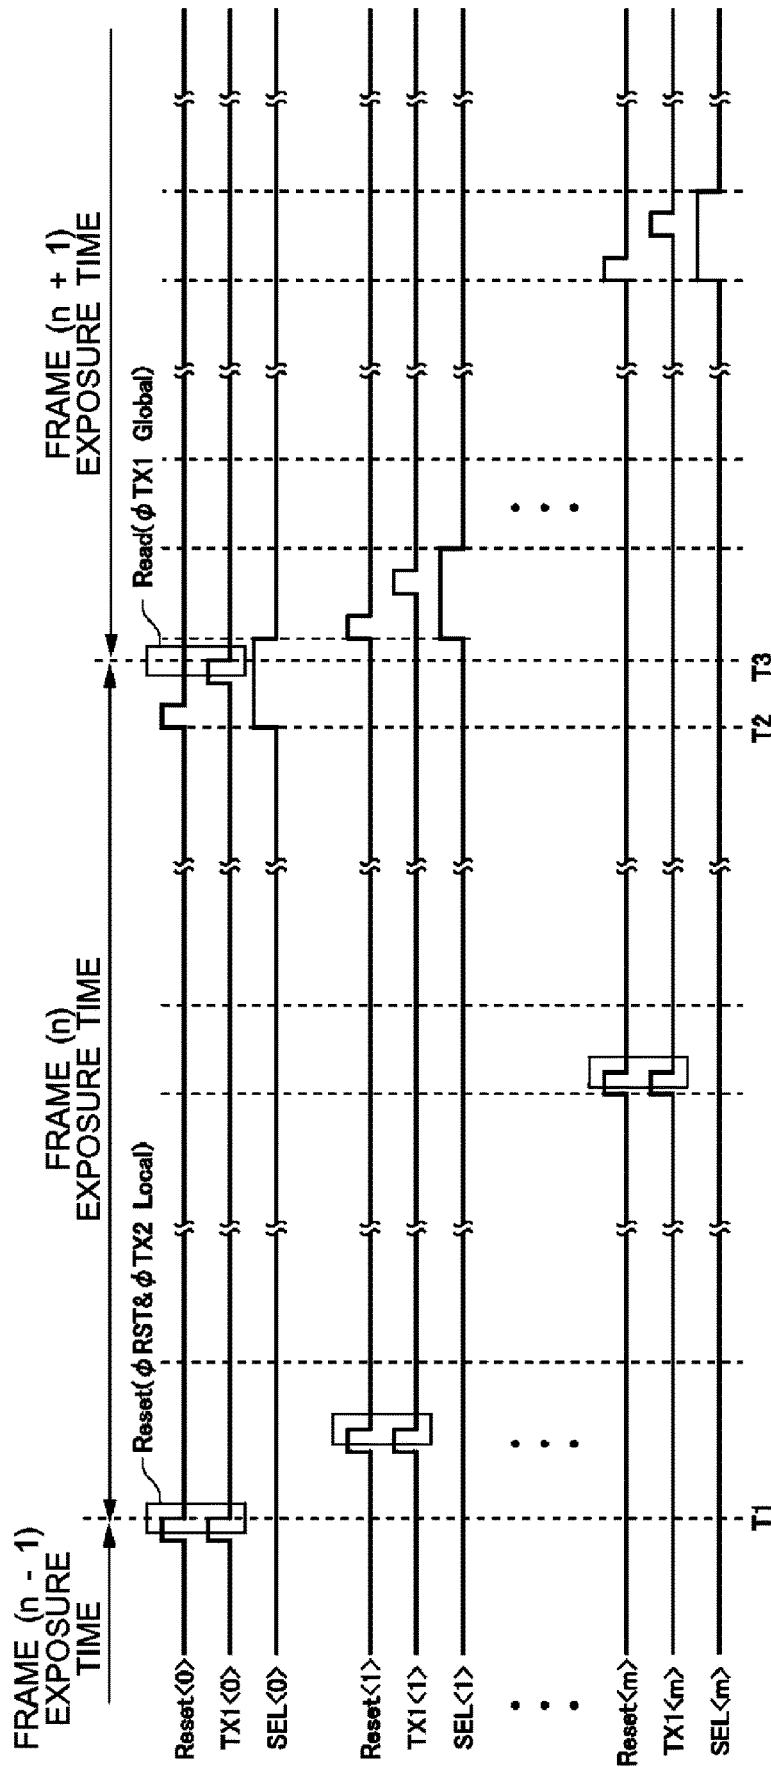 FRAME (n - 1)
EXPOSURE
TIME
FRAME (n)
EXPOSURE TIME
FRAME (n + 1)
EXPOSURE TIME
Reset(ϕRST&ϕTX2 Local)
Read(ϕTX1 Global)
Reset<0>
TX1<0>
SEL<0>
Reset<1>
TX1<1>
SEL<1>
Reset<m>
TX1<m>
SEL<m>
T1
T2
T3